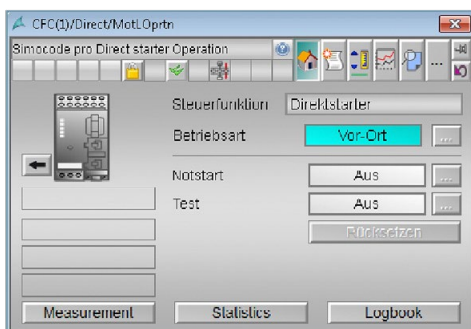 CFC(1)/Direct/MotLOprtn
Simocode pro Direct starter Operation
...
Steuerfunktion Direktstarter
Betriebsart Vor-Ort ...
Notstart Aus ...
Test Aus ...
Rücksetzen
Measurement Statistics Logbook